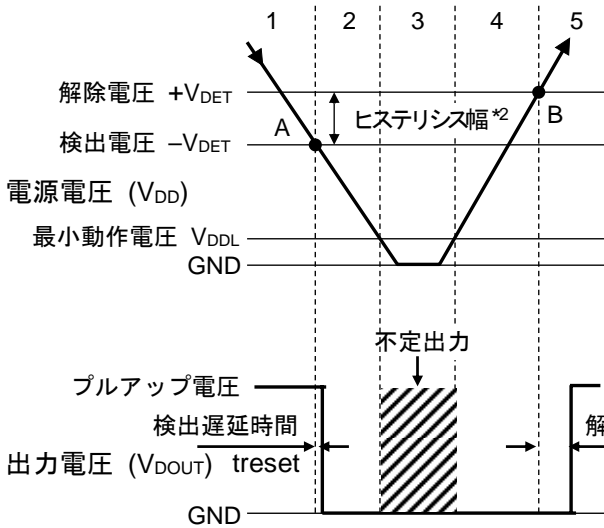 1 2 3 4 5
解除電圧 +VDET
ヒステリシス幅*2
A
B
検出電圧 –VDET
電源電圧 (VDD)
最小動作電圧 VDDL
GND
不定出力
プルアップ電圧
検出遅延時間
解
出力電圧 (VDOUT) treset
GND